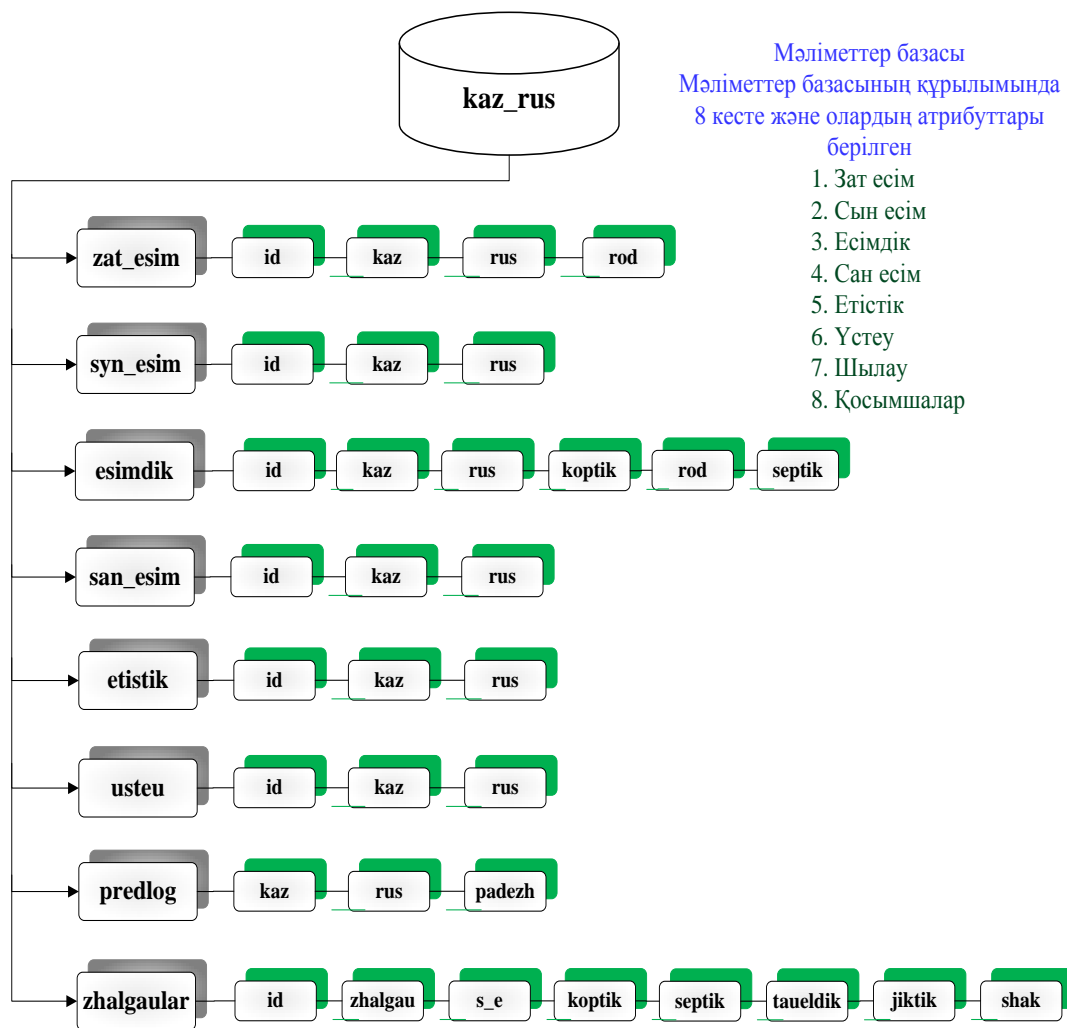 kaz_rus
Мәліметтер базасы
Мәліметтер базасының құрылымында
8 кесте және олардың атрибуттары
берілген
1. Зат есім
2. Сын есім
3. Есімдік
4. Сан есім
5. Етістік
6. Үстеу
7. Шылау
8. Қосымшалар
zat_esim id kaz rus rod
syn_esim id kaz rus
esimdik id kaz rus koptik rod septik
san_esim id kaz rus
etistik id kaz rus
usteu id kaz rus
predlog kaz rus padezh
zhalgaular id zhalgau s_e koptik septik taueldik jiktik shak